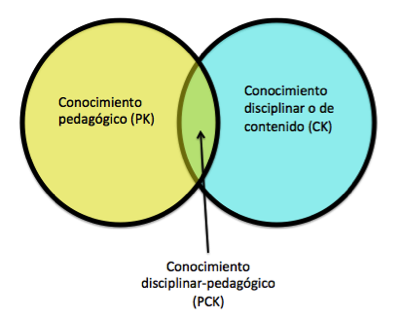 Conocimiento
pedagógico (PK)
Conocimiento
disciplinar o de
contenido (CK)
Conocimiento
disciplinar-pedagógico
(PCK)